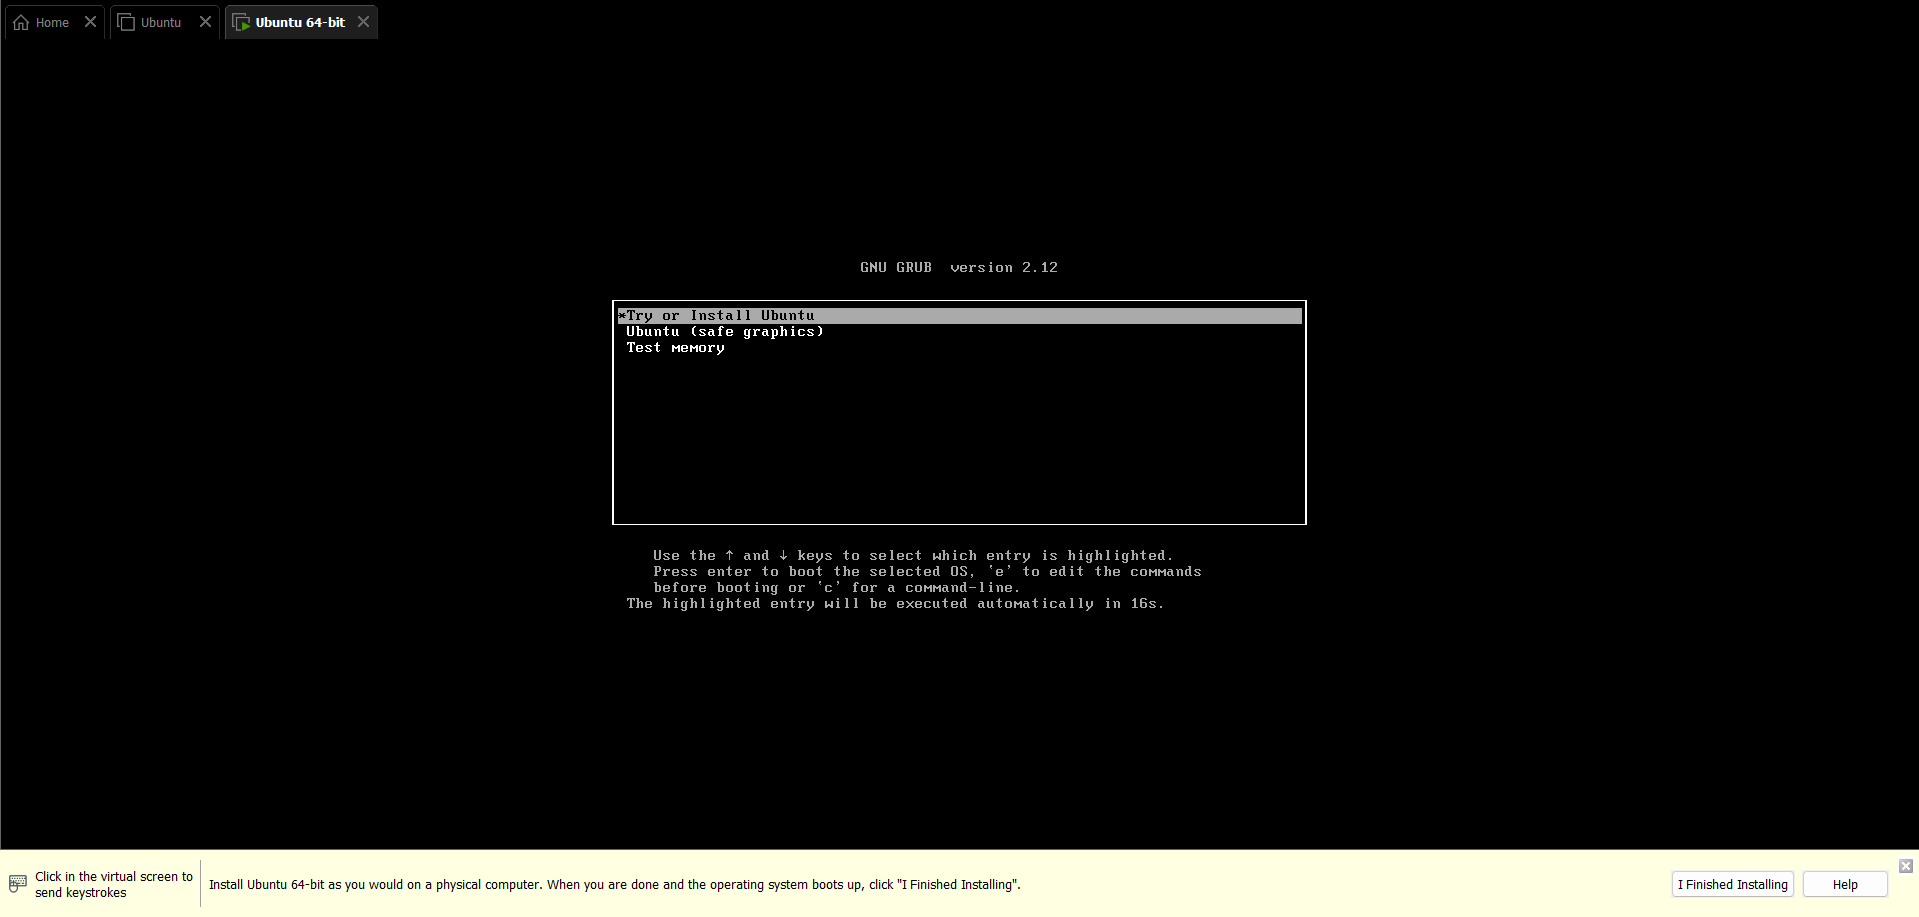 Home
Ubuntu
Ubuntu 64-bit
GNU GRUB  version 2.12
*Try or Install Ubuntu
Ubuntu (safe graphics)
Test memory
Use the ↑ and ↓ keys to select which entry is highlighted.
Press enter to boot the selected OS, `e' to edit the commands
before booting or `c' for a command-line.
The highlighted entry will be executed automatically in 16s.
Click in the virtual screen to
send keystrokes
Install Ubuntu 64-bit as you would on a physical computer. When you are done and the operating system boots up, click "I Finished Installing".
I Finished Installing
Help